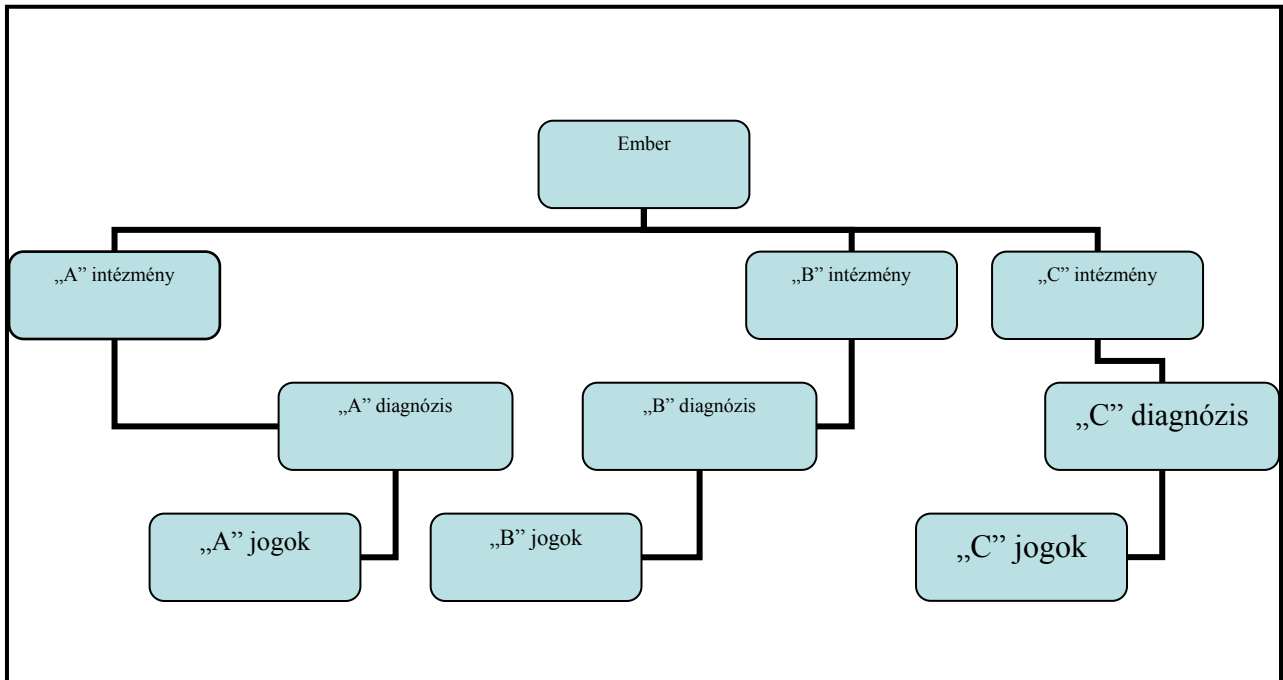 Ember
„A” intézmény
„B” intézmény
„C” intézmény
„A” diagnózis
„B” diagnózis
„C” diagnózis
„A” jogok
„B” jogok
„C” jogok